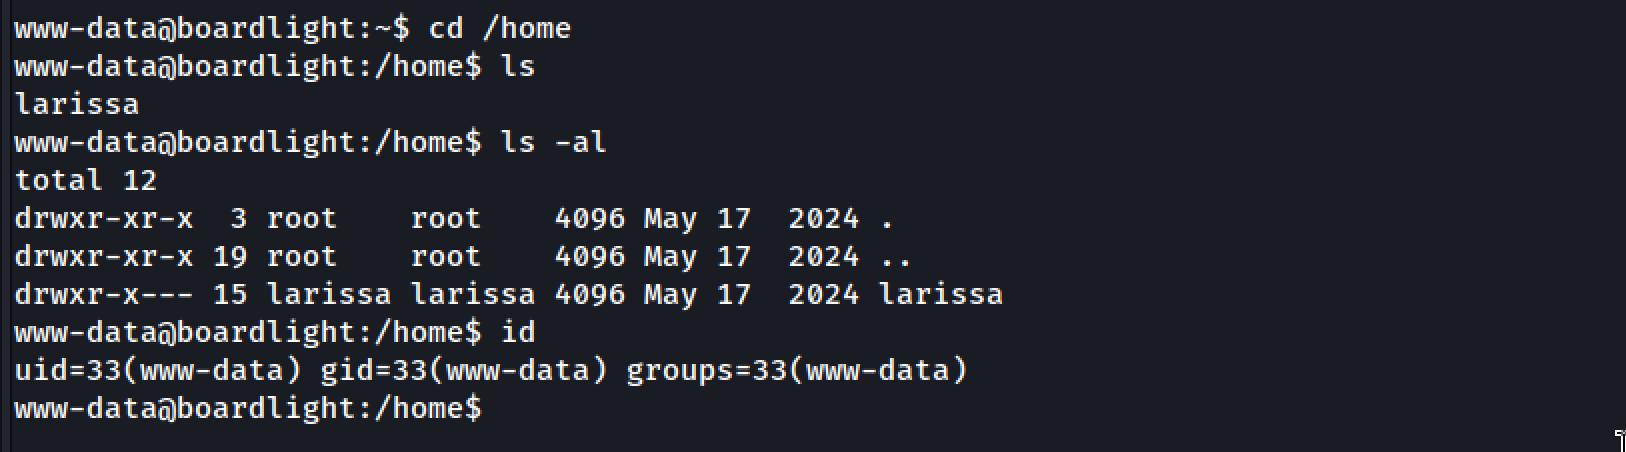 www-data@boardlight:~$ cd /home
www-data@boardlight:/home$ ls
larissa
www-data@boardlight:/home$ ls -al
total 12
drwxr-xr-x  3 root    root    4096 May 17  2024 .
drwxr-xr-x 19 root    root    4096 May 17  2024 ..
drwxr-x--- 15 larissa larissa 4096 May 17  2024 larissa
www-data@boardlight:/home$ id
uid=33(www-data) gid=33(www-data) groups=33(www-data)
www-data@boardlight:/home$